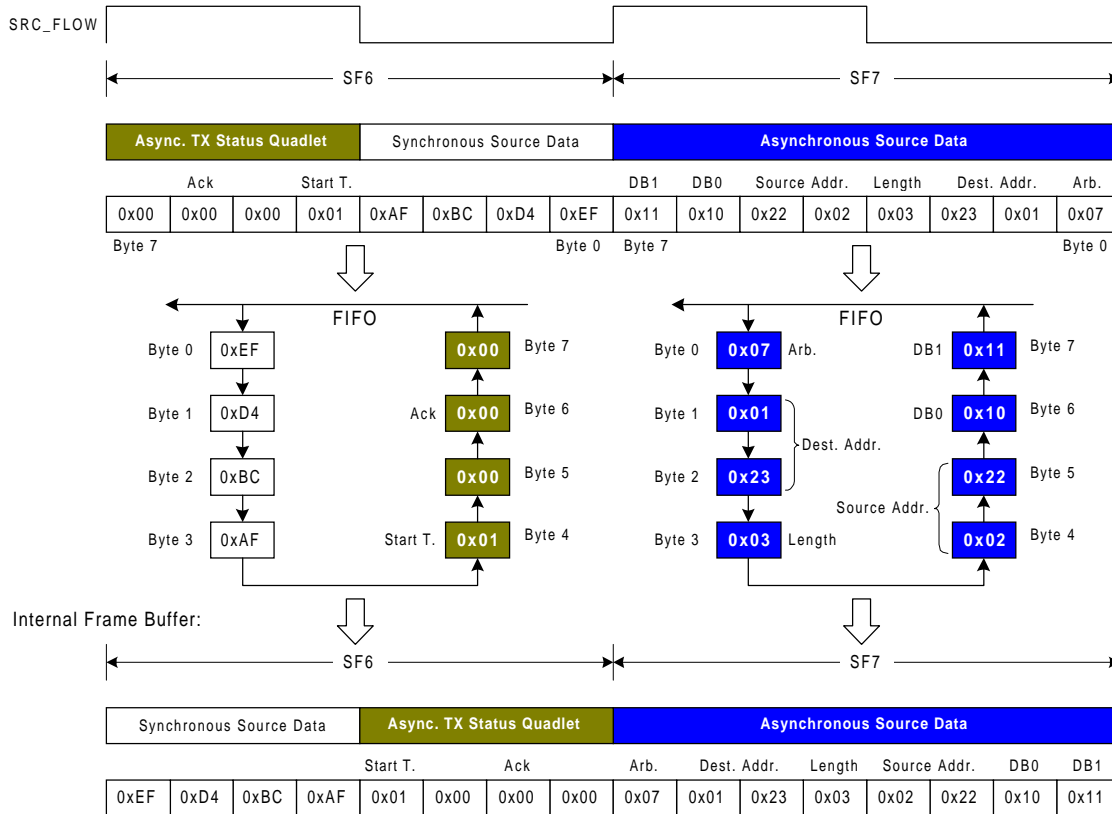 SRC_FLOW
SF6 SF7
Async. TX Status Quadlet Synchronous Source Data Asynchronous Source Data
Ack Start T. DB1 DB0 Source Addr. Length Dest. Addr. Arb.
0x00 0x00 0x00 0x01 0xAF 0xBC 0xD4 0xEF 0x11 0x10 0x22 0x02 0x03 0x23 0x01 0x07
Byte 7 Byte 0 Byte 7 Byte 0
FIFO FIFO
Byte 0 0xEF 0x00 Byte 7 Byte 0 0x07 Arb. DB1 0x11 Byte 7
Byte 1 0xD4 Ack 0x00 Byte 6 Byte 1 0x01 DB0 0x10 Byte 6
Dest. Addr.
Byte 2 0xBC 0x00 Byte 5 Byte 2 0x23 0x22 Byte 5
Source Addr.
Byte 3 0xAF Start T. 0x01 Byte 4 Byte 3 0x03 Length 0x02 Byte 4
Internal Frame Buffer:
SF6 SF7
Synchronous Source Data Async. TX Status Quadlet Asynchronous Source Data
Start T. Ack Arb. Dest. Addr. Length Source Addr. DB0 DB1
0xEF 0xD4 0xBC 0xAF 0x01 0x00 0x00 0x00 0x07 0x01 0x23 0x03 0x02 0x22 0x10 0x11